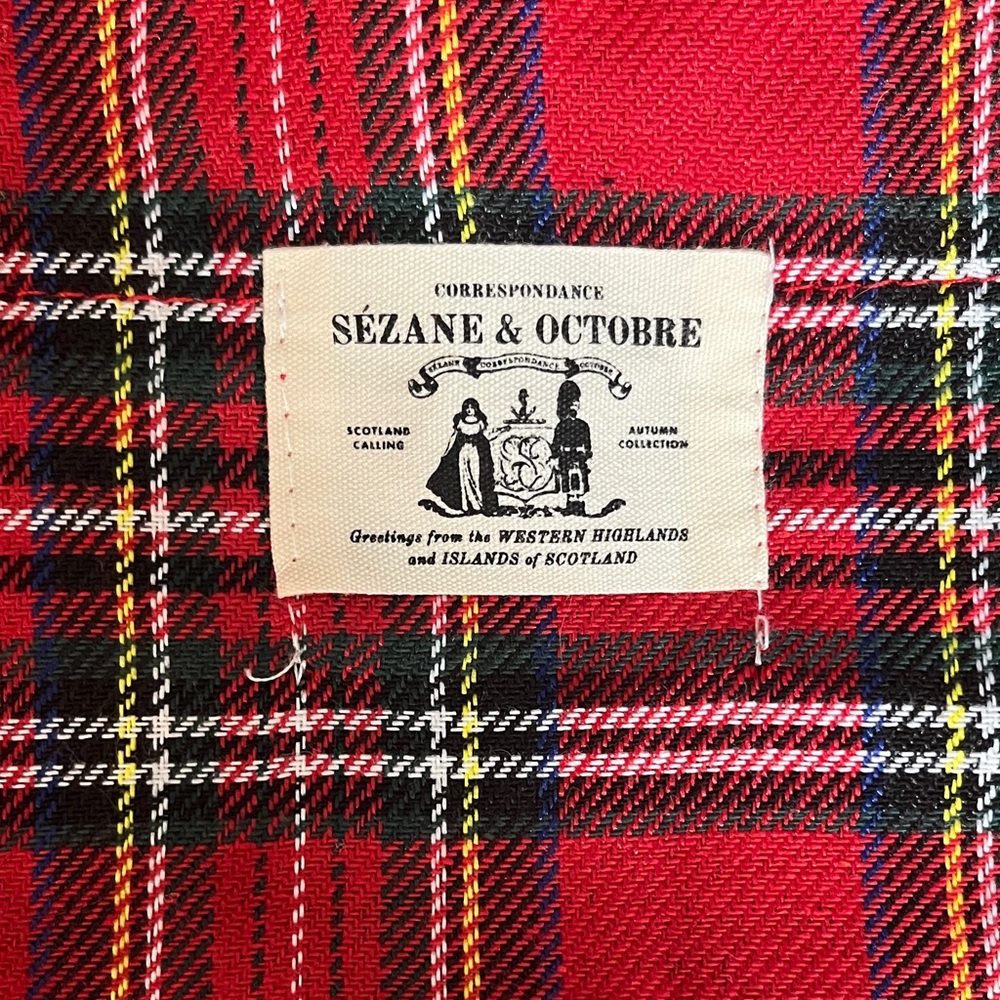 CORRESPONDANCE
SÉZANE & OCTOBRE
SÉZANE CORRESPONDANCE OCTOBRE
SCOTLAND
CALLING
AUTUMN
COLLECTION
Greetings from the WESTERN HIGHLANDS
and ISLANDS of SCOTLAND